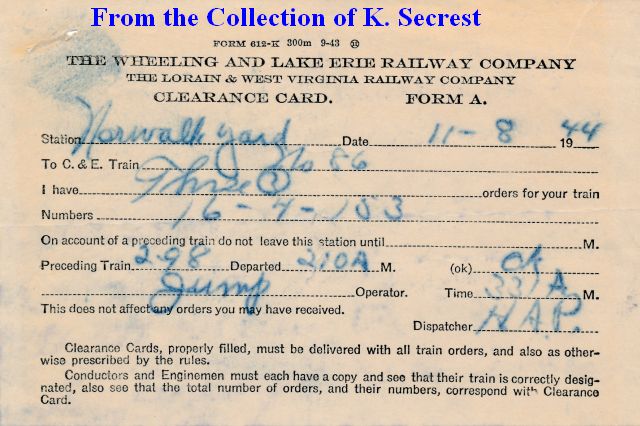 From the Collection of K. Secrest
FORM 612-K 300m 9-43
THE WHEELING AND LAKE ERIE RAILWAY COMPANY
THE LORAIN & WEST VIRGINIA RAILWAY COMPANY
CLEARANCE CARD. FORM A.
Station Norwalk yard Date 11-8 1944
To C. & E. Train No 86
I have Three 3 orders for your train
Numbers 16-4-153
On account of a preceding train do not leave this station until M.
Preceding Train 298 Departed 210A M. (ok) Ok
Jump Operator. Time 331A M.
This does not affect any orders you may have received.
Dispatcher H.A.P.
Clearance Cards, properly filled, must be delivered with all train orders, and also as other-
wise prescribed by the rules.
Conductors and Enginemen must each have a copy and see that their train is correctly desig-
nated, also see that the total number of orders, and their numbers, correspond with Clearance
Card.